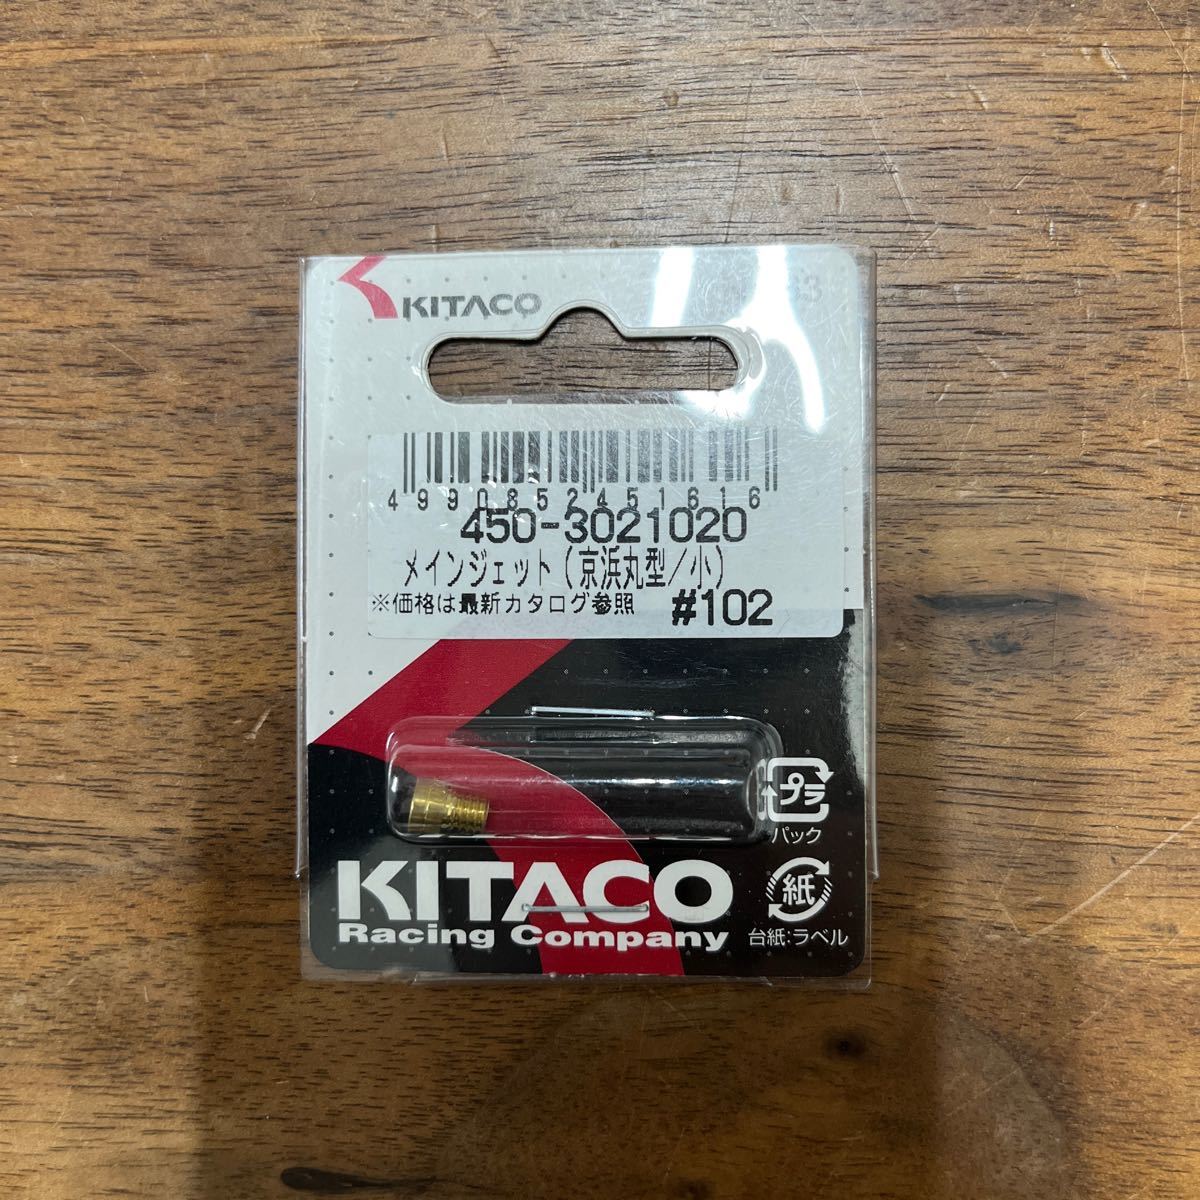 KITACO
4990852451616
450-3021020
メインジェット(京浜丸型/小)
※価格は最新カタログ参照 #102
プラ
パック
KITACO
Racing Company
紙
台紙:ラベル